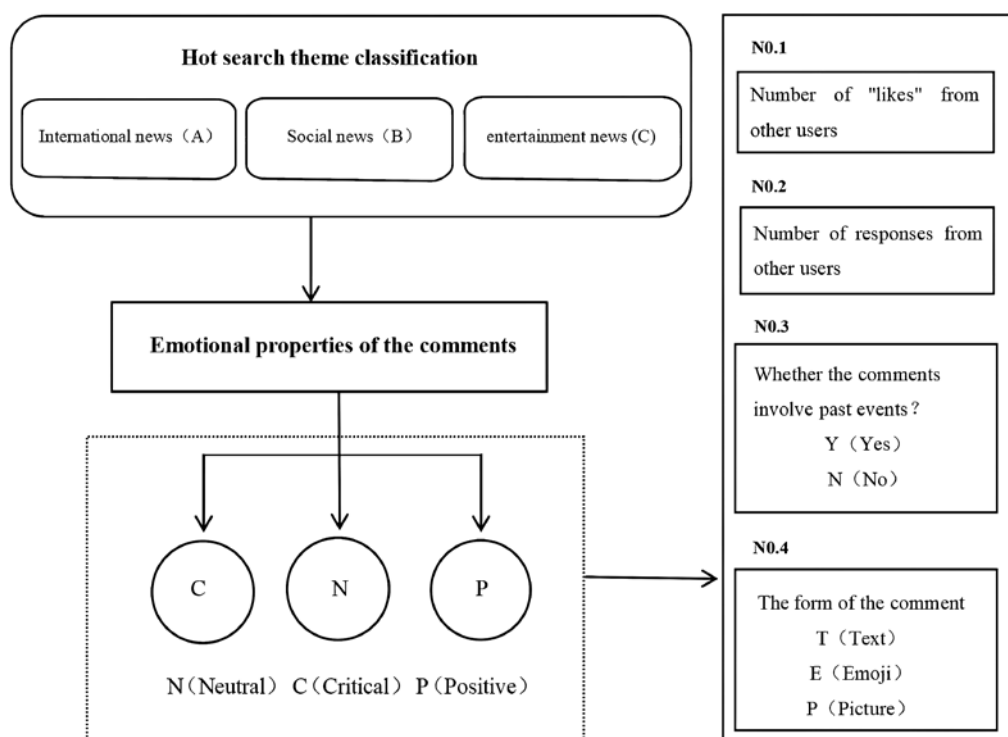 Hot search theme classification
International news（A）
Social news（B）
entertainment news (C)
Emotional properties of the comments
C
N
P
N（Neutral） C（Critical） P（Positive）
N0.1
Number of "likes" from
other users
N0.2
Number of responses from
other users
N0.3
Whether the comments
involve past events？
Y（Yes）
N（No）
N0.4
The form of the comment
T（Text）
E（Emoji）
P（Picture）